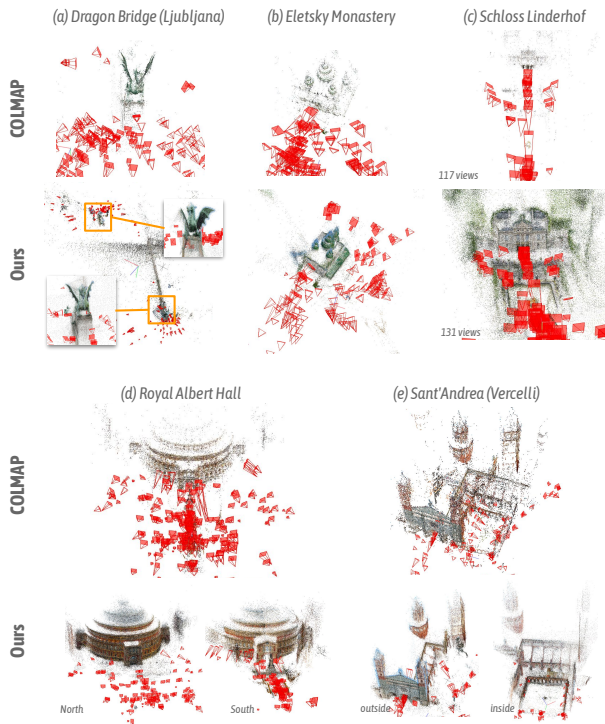 (a) Dragon Bridge (Ljubljana)
(b) Eletsky Monastery
(c) Schloss Linderhof
COLMAP
117 views
Ours
131 views
(d) Royal Albert Hall
(e) Sant'Andrea (Vercelli)
COLMAP
Ours
North
South
outside
inside